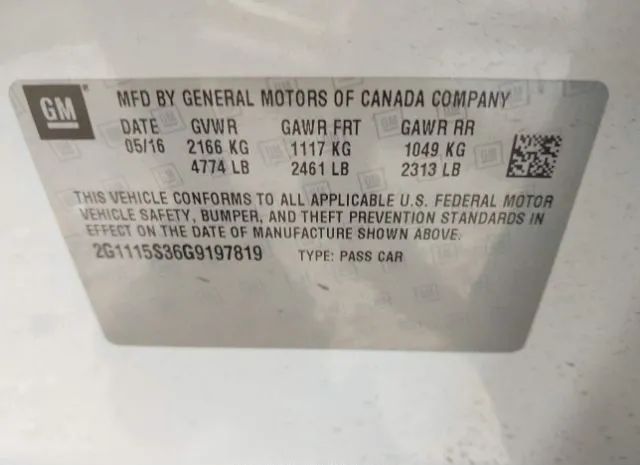 GM
MFD BY GENERAL MOTORS OF CANADA COMPANY
DATE GVWR GAWR FRT GAWR RR
05/16 2166 KG 1117 KG 1049 KG
4774 LB 2461 LB 2313 LB
THIS VEHICLE CONFORMS TO ALL APPLICABLE U.S. FEDERAL MOTOR
VEHICLE SAFETY, BUMPER, AND THEFT PREVENTION STANDARDS IN
EFFECT ON THE DATE OF MANUFACTURE SHOWN ABOVE.
2G1115S36G9197819 TYPE: PASS CAR